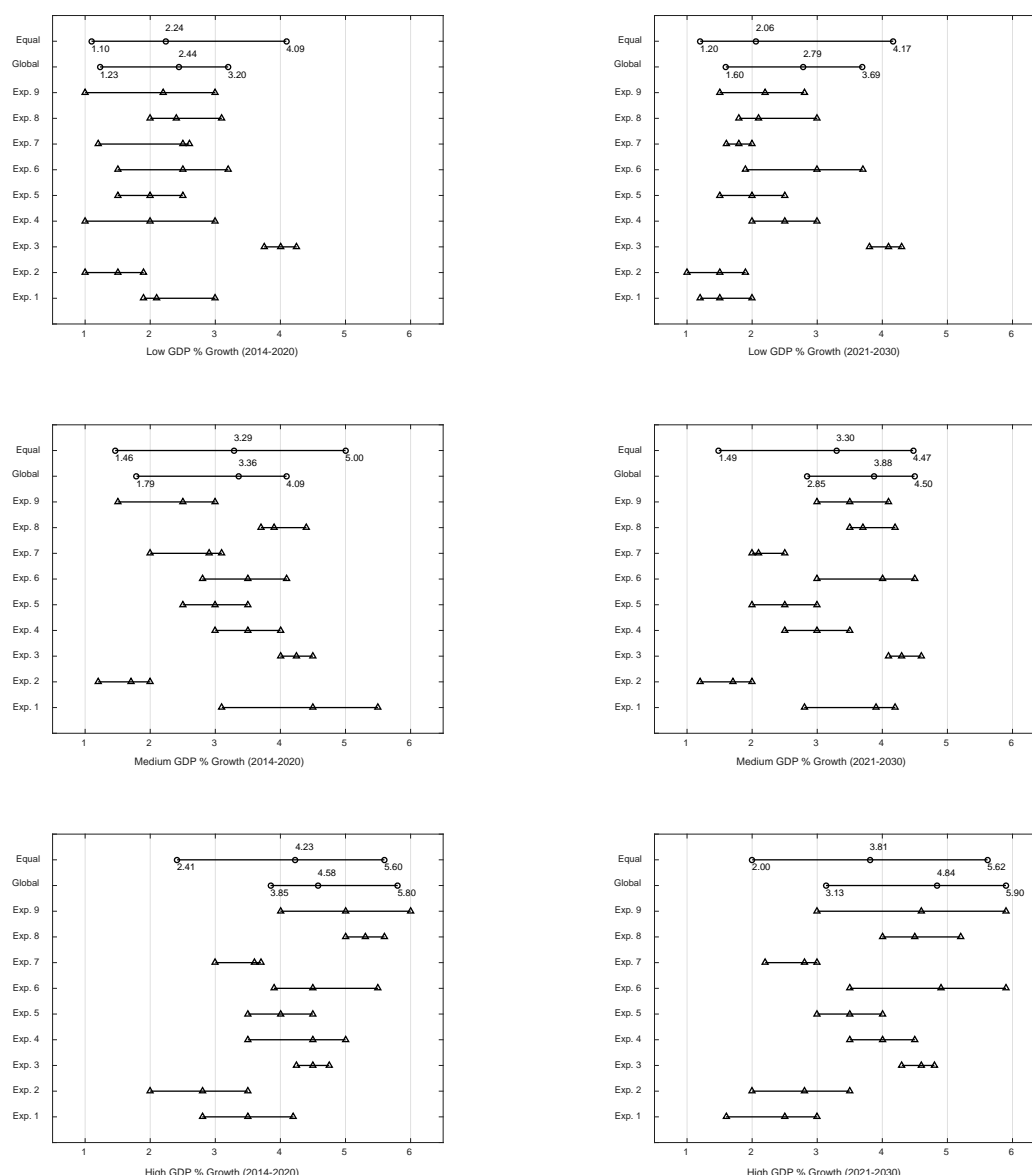 2.24
Equal
1.10
4.09
2.44
Global
1.23
3.20
Exp. 9
Exp. 8
Exp. 7
Exp. 6
Exp. 5
Exp. 4
Exp. 3
Exp. 2
Exp. 1
1 2 3 4 5 6
Low GDP % Growth (2014-2020)
2.06
Equal
1.20
4.17
2.79
Global
1.60
3.69
Exp. 9
Exp. 8
Exp. 7
Exp. 6
Exp. 5
Exp. 4
Exp. 3
Exp. 2
Exp. 1
1 2 3 4 5 6
Low GDP % Growth (2021-2030)
3.29
Equal
1.46
5.00
3.36
Global
1.79
4.09
Exp. 9
Exp. 8
Exp. 7
Exp. 6
Exp. 5
Exp. 4
Exp. 3
Exp. 2
Exp. 1
1 2 3 4 5 6
Medium GDP % Growth (2014-2020)
3.30
Equal
1.49
4.47
3.88
Global
2.85
4.50
Exp. 9
Exp. 8
Exp. 7
Exp. 6
Exp. 5
Exp. 4
Exp. 3
Exp. 2
Exp. 1
1 2 3 4 5 6
Medium GDP % Growth (2021-2030)
4.23
Equal
2.41
5.60
4.58
Global
3.85
5.80
Exp. 9
Exp. 8
Exp. 7
Exp. 6
Exp. 5
Exp. 4
Exp. 3
Exp. 2
Exp. 1
1 2 3 4 5 6
High GDP % Growth (2014-2020)
3.81
Equal
2.00
5.62
4.84
Global
3.13
5.90
Exp. 9
Exp. 8
Exp. 7
Exp. 6
Exp. 5
Exp. 4
Exp. 3
Exp. 2
Exp. 1
1 2 3 4 5 6
High GDP % Growth (2021-2030)